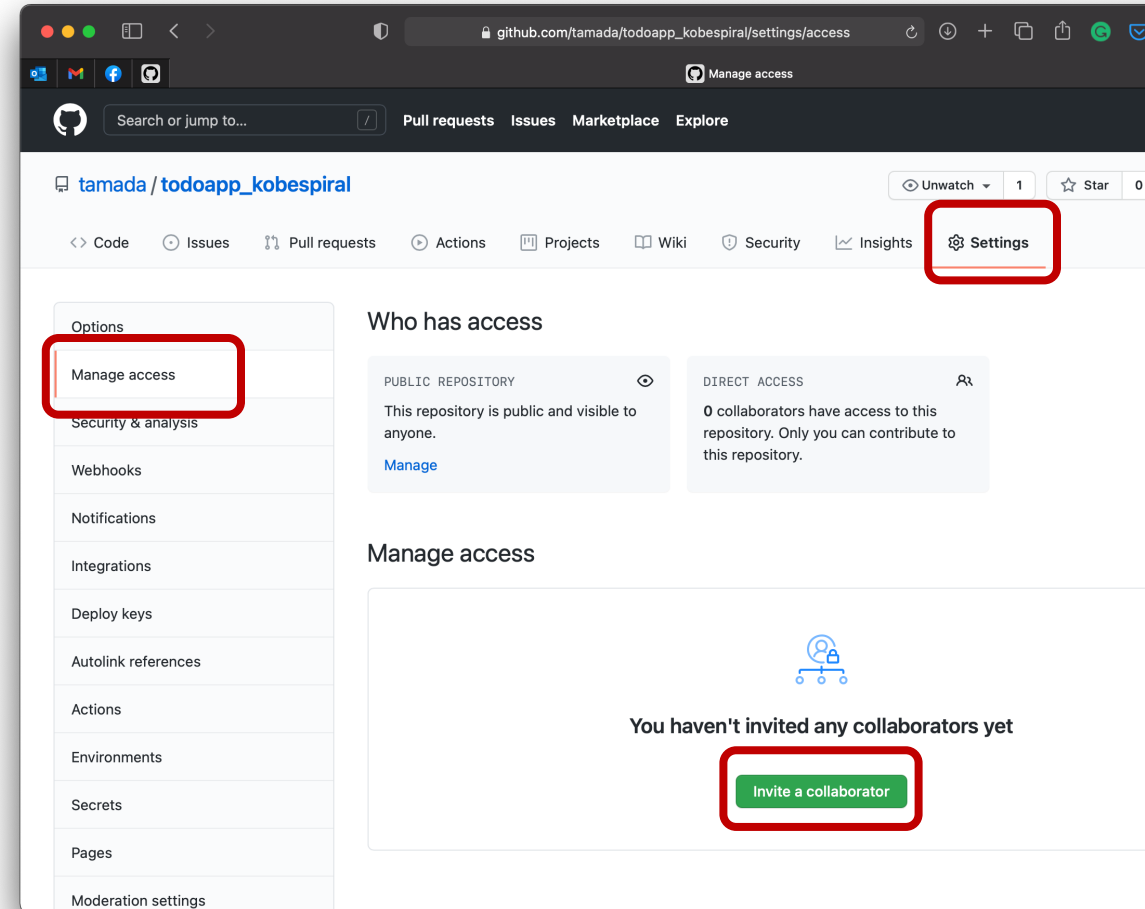 github.com/tamada/todoapp_kobespiral/settings/access
Manage access
Search or jump to...
/
Pull requests Issues Marketplace Explore
tamada / todoapp_kobespiral
Unwatch 1 Star 0
Code Issues Pull requests Actions Projects Wiki Security Insights Settings
Options
Manage access
Security & analysis
Webhooks
Notifications
Integrations
Deploy keys
Autolink references
Actions
Environments
Secrets
Pages
Moderation settings
Who has access
PUBLIC REPOSITORY
This repository is public and visible to
anyone.
Manage
DIRECT ACCESS
0 collaborators have access to this
repository. Only you can contribute to
this repository.
Manage access
You haven't invited any collaborators yet
Invite a collaborator